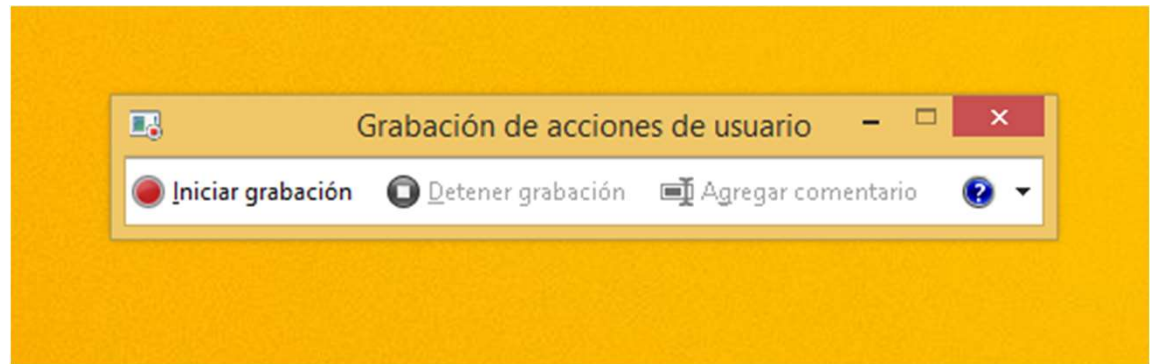 Grabación de acciones de usuario
Iniciar grabación Detener grabación Agregar comentario ?